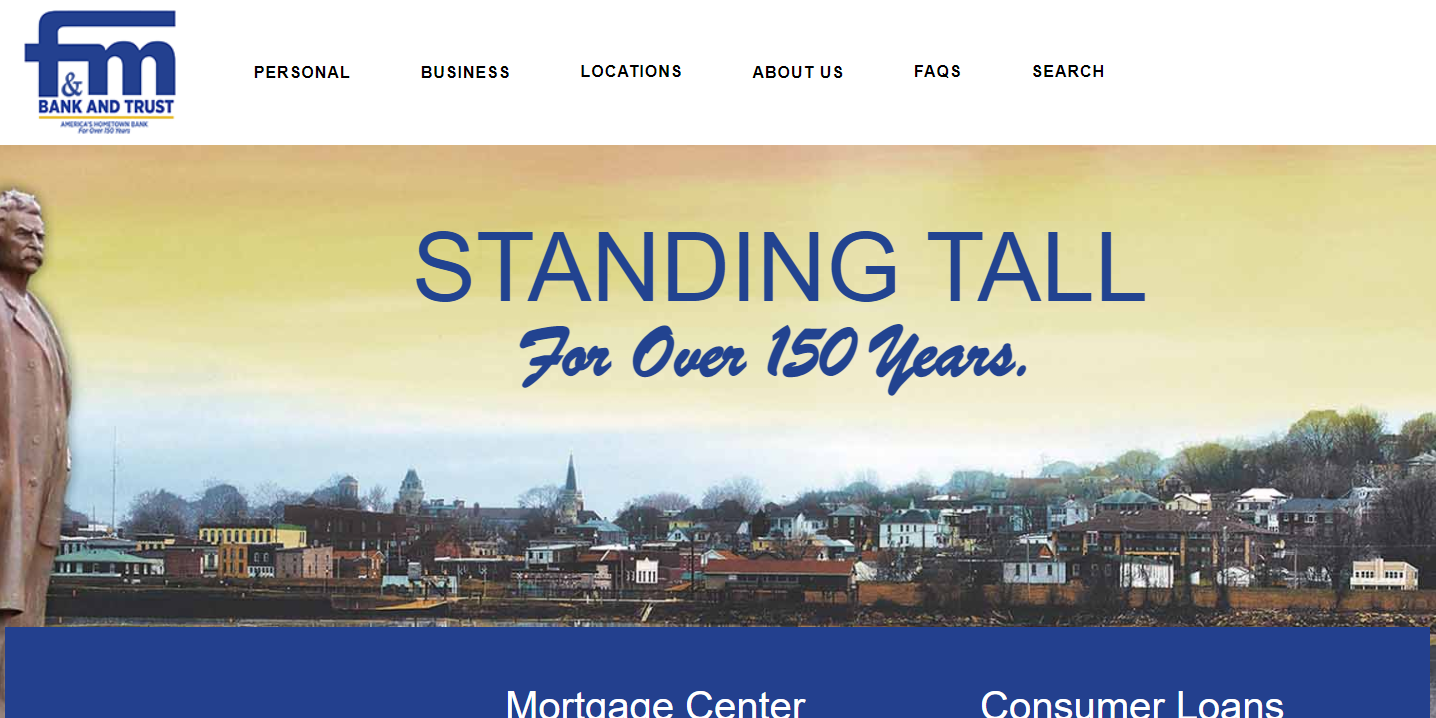 f&m
BANK AND TRUST
AMERICA'S HOMETOWN BANK
For Over 150 Years
PERSONAL BUSINESS LOCATIONS ABOUT US FAQS SEARCH
STANDING TALL
For Over 150 Years.
Mortgage Center Consumer Loans